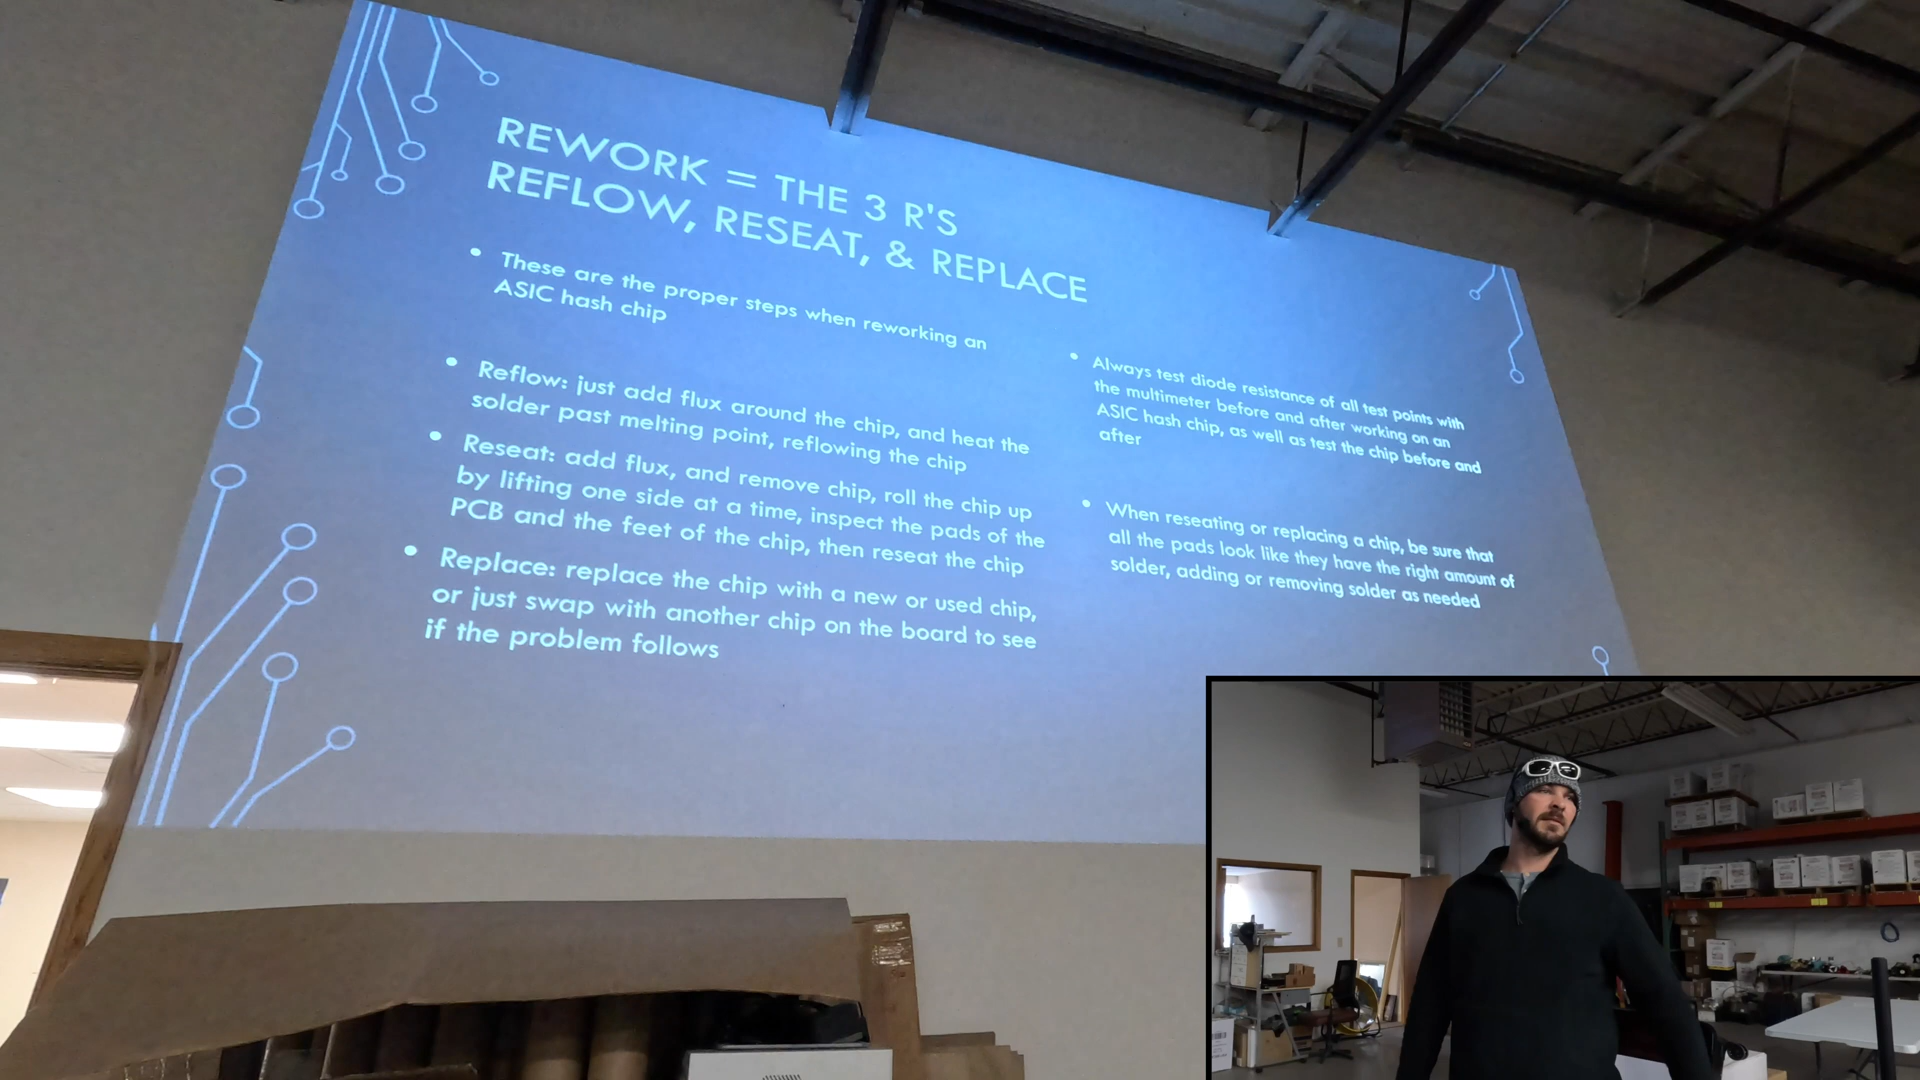 REWORK = THE 3 R'S
REFLOW, RESEAT, & REPLACE
• These are the proper steps when reworking an
ASIC hash chip
• Reflow: just add flux around the chip, and heat the
solder past melting point, reflowing the chip
• Reseat: add flux, and remove chip, roll the chip up
by lifting one side at a time, inspect the pads of the
PCB and the feet of the chip, then reseat the chip
• Replace: replace the chip with a new or used chip,
or just swap with another chip on the board to see
if the problem follows
• Always test diode resistance of all test points with
the multimeter before and after working on an
ASIC hash chip, as well as test the chip before and
after
• When reseating or replacing a chip, be sure that
all the pads look like they have the right amount of
solder, adding or removing solder as needed